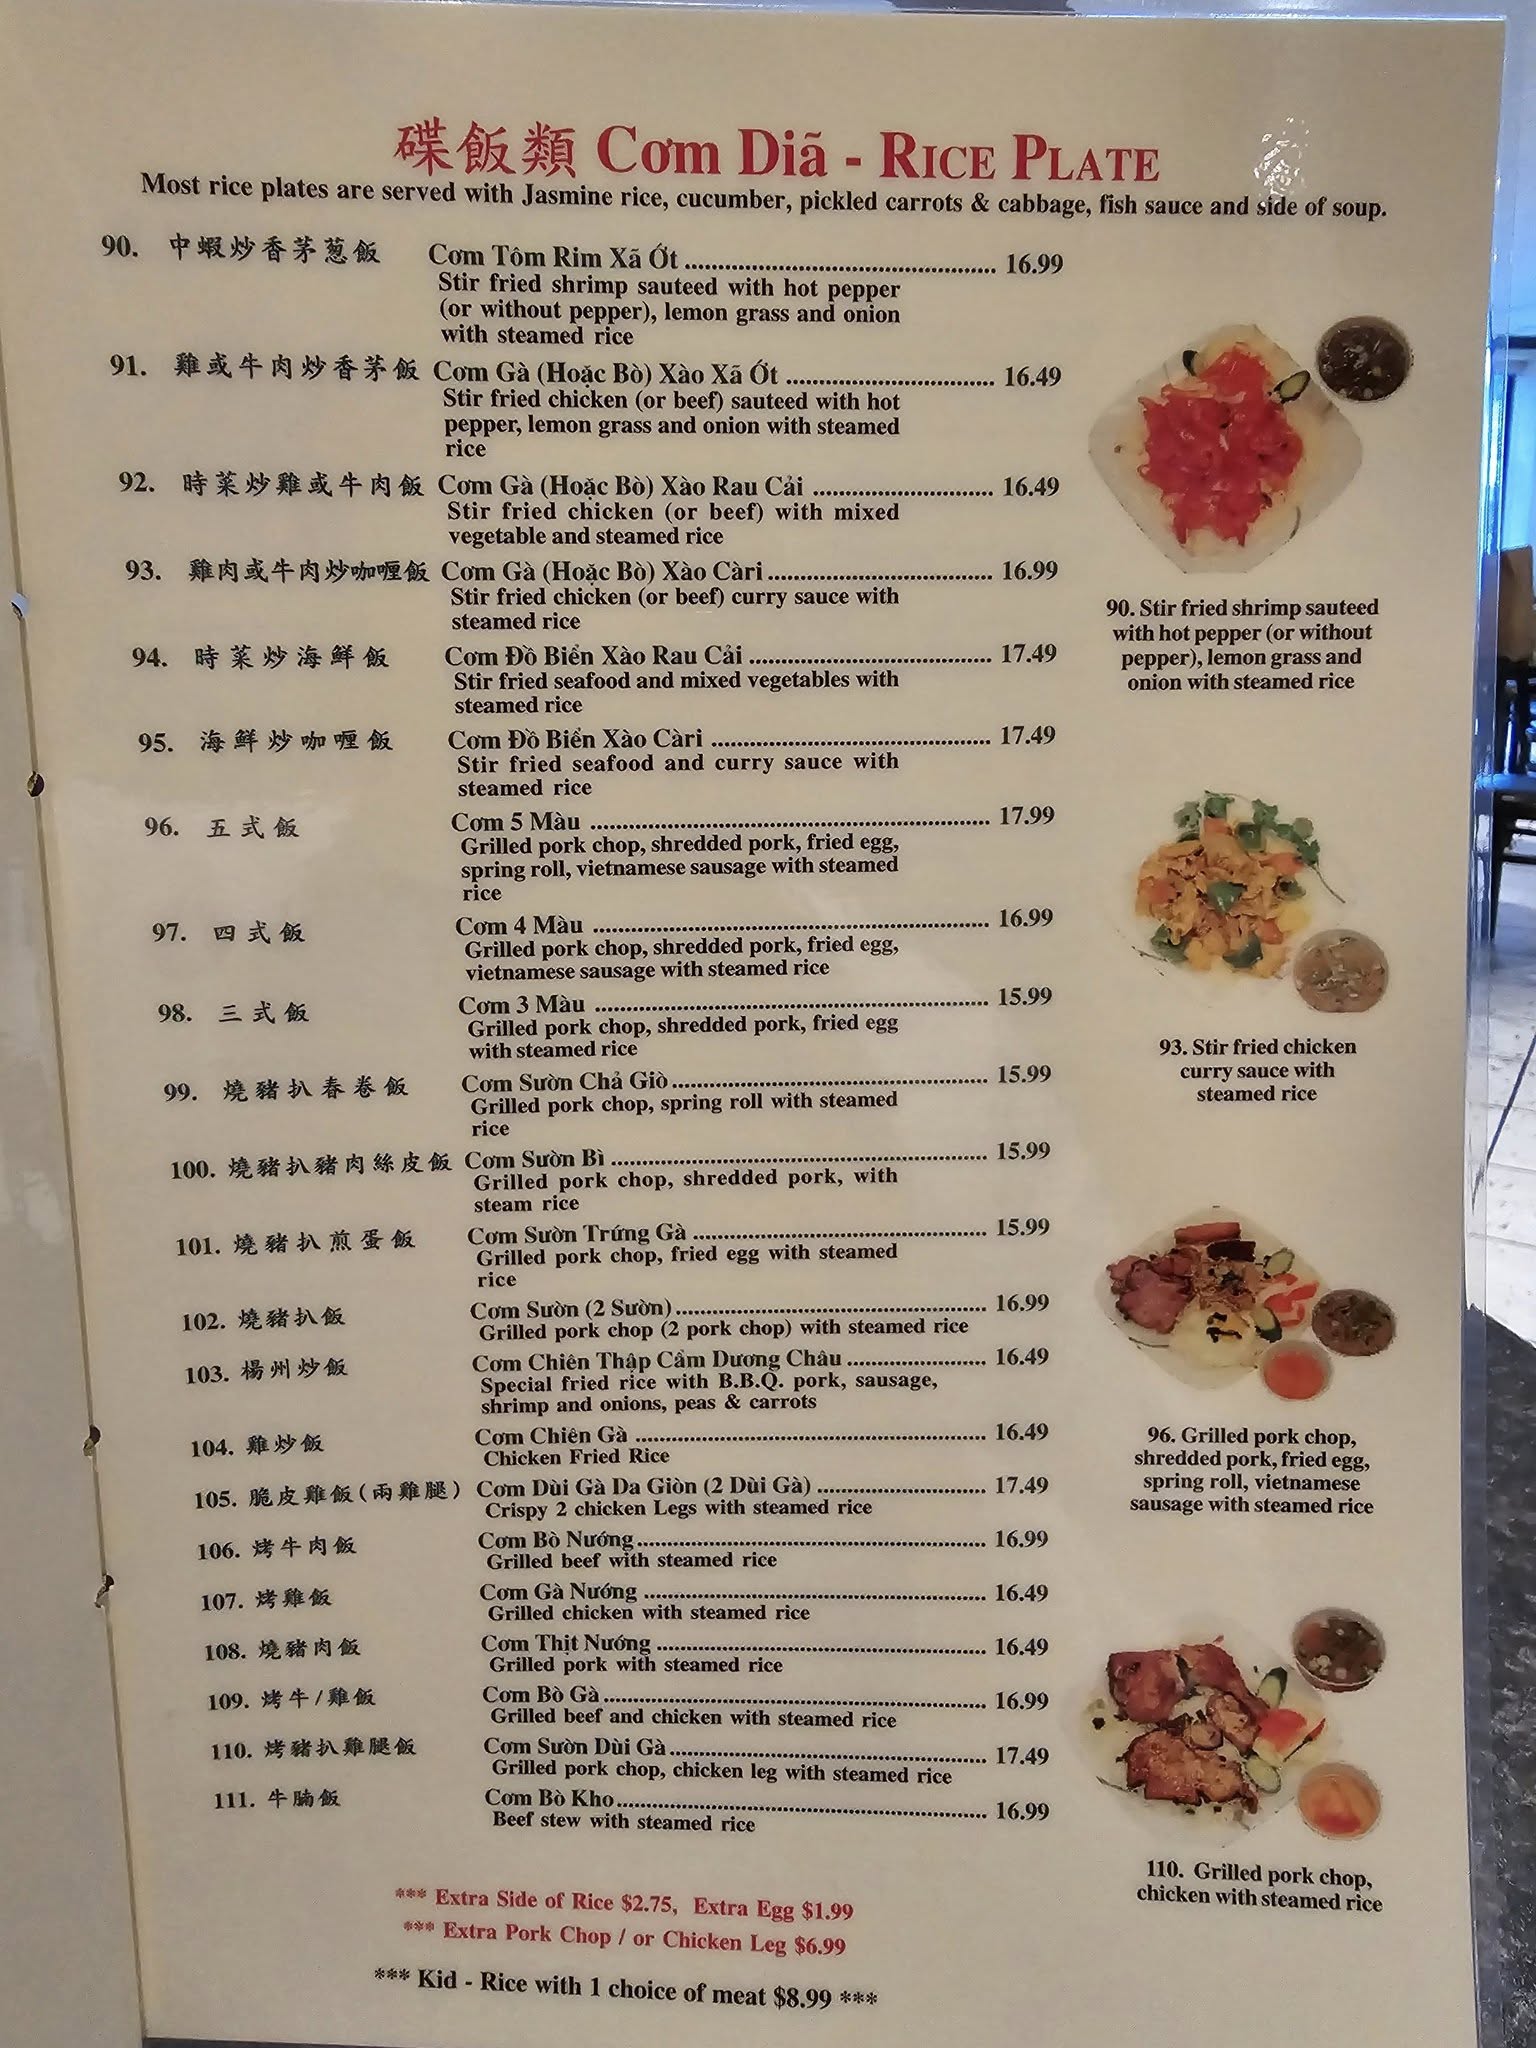 碟飯類 Cơm Diã - RICE PLATE
Most rice plates are served with Jasmine rice, cucumber, pickled carrots & cabbage, fish sauce and side of soup.
90. 中蝦炒香茅葱飯 Cơm Tôm Rim Xã Ớt 16.99
Stir fried shrimp sauteed with hot pepper
(or without pepper), lemon grass and onion
with steamed rice
91. 雞或牛肉炒香茅飯 Cơm Gà (Hoặc Bò) Xào Xã Ớt 16.49
Stir fried chicken (or beef) sauteed with hot
pepper, lemon grass and onion with steamed
rice
92. 時菜炒雞或牛肉飯 Cơm Gà (Hoặc Bò) Xào Rau Cải 16.49
Stir fried chicken (or beef) with mixed
vegetable and steamed rice
93. 雞肉或牛肉炒咖喱飯 Cơm Gà (Hoặc Bò) Xào Càri 16.99
Stir fried chicken (or beef) curry sauce with
steamed rice
94. 時菜炒海鮮飯 Cơm Đồ Biển Xào Rau Cải 17.49
Stir fried seafood and mixed vegetables with
steamed rice
95. 海鮮炒咖喱飯 Cơm Đồ Biển Xào Càri 17.49
Stir fried seafood and curry sauce with
steamed rice
96. 五式飯 Cơm 5 Màu 17.99
Grilled pork chop, shredded pork, fried egg,
spring roll, vietnamese sausage with steamed
rice
97. 四式飯 Cơm 4 Màu 16.99
Grilled pork chop, shredded pork, fried egg,
vietnamese sausage with steamed rice
98. 三式飯 Cơm 3 Màu 15.99
Grilled pork chop, shredded pork, fried egg
with steamed rice
99. 燒豬扒春卷飯 Cơm Sườn Chả Giò 15.99
Grilled pork chop, spring roll with steamed
rice
100. 燒豬扒豬肉絲皮飯 Cơm Sườn Bì 15.99
Grilled pork chop, shredded pork, with
steam rice
101. 燒豬扒煎蛋飯 Cơm Sườn Trứng Gà 15.99
Grilled pork chop, fried egg with steamed
rice
102. 燒豬扒飯 Cơm Sườn (2 Sườn) 16.99
Grilled pork chop (2 pork chop) with steamed rice
103. 楊州炒飯 Cơm Chiên Thập Cẩm Dương Châu 16.49
Special fried rice with B.B.Q. pork, sausage,
shrimp and onions, peas & carrots
104. 雞炒飯 Cơm Chiên Gà 16.49
Chicken Fried Rice
105. 脆皮雞飯(兩雞腿) Cơm Dùi Gà Da Giòn (2 Dùi Gà) 17.49
Crispy 2 chicken Legs with steamed rice
106. 烤牛肉飯 Cơm Bò Nướng 16.99
Grilled beef with steamed rice
107. 烤雞飯 Cơm Gà Nướng 16.49
Grilled chicken with steamed rice
108. 燒豬肉飯 Cơm Thịt Nướng 16.49
Grilled pork with steamed rice
109. 烤牛/雞飯 Cơm Bò Gà 16.99
Grilled beef and chicken with steamed rice
110. 烤豬扒雞腿飯 Cơm Sườn Dùi Gà 17.49
Grilled pork chop, chicken leg with steamed rice
111. 牛腩飯 Cơm Bò Kho 16.99
Beef stew with steamed rice
*** Extra Side of Rice $2.75, Extra Egg $1.99
*** Extra Pork Chop / or Chicken Leg $6.99
*** Kid - Rice with 1 choice of meat $8.99 ***
90. Stir fried shrimp sauteed
with hot pepper (or without
pepper), lemon grass and
onion with steamed rice
93. Stir fried chicken
curry sauce with
steamed rice
96. Grilled pork chop,
shredded pork, fried egg,
spring roll, vietnamese
sausage with steamed rice
110. Grilled pork chop,
chicken with steamed rice